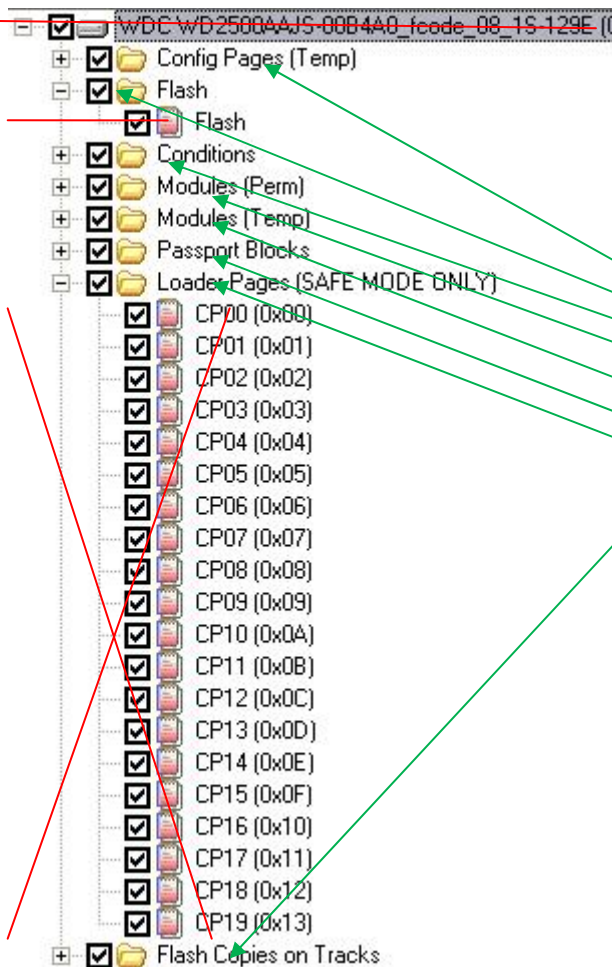 WDC WD2500AAJS-00B4A0_fcode_08_1S-129E (
Config Pages (Temp)
Flash
Flash
Conditions
Modules (Perm)
Modules (Temp)
Passport Blocks
Loader Pages (SAFE MODE ONLY)
CP00 (0x00)
CP01 (0x01)
CP02 (0x02)
CP03 (0x03)
CP04 (0x04)
CP05 (0x05)
CP06 (0x06)
CP07 (0x07)
CP08 (0x08)
CP09 (0x09)
CP10 (0x0A)
CP11 (0x0B)
CP12 (0x0C)
CP13 (0x0D)
CP14 (0x0E)
CP15 (0x0F)
CP16 (0x10)
CP17 (0x11)
CP18 (0x12)
CP19 (0x13)
Flash Copies on Tracks